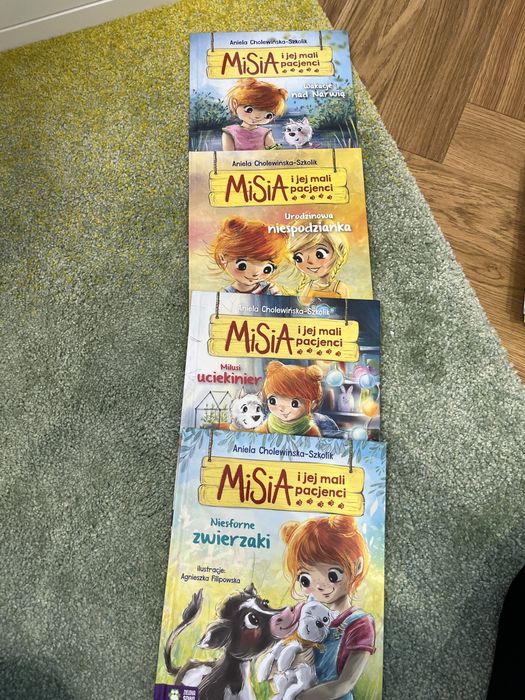 Aniela Cholewińska-Szkolik
MiSiA i jej mali
pacjenci
Wakacje
nad Narwią
Aniela Cholewińska-Szkolik
MiSiA i jej mali
pacjenci
Urodzinowa
niespodzianka
Aniela Cholewińska-Szkolik
MiSiA i jej mali
pacjenci
Milusi
uciekinier
Aniela Cholewińska-Szkolik
MiSiA i jej mali
pacjenci
Niesforne
zwierzaki
ilustracje:
Agnieszka Filipowska
ZIELONA
SOWA